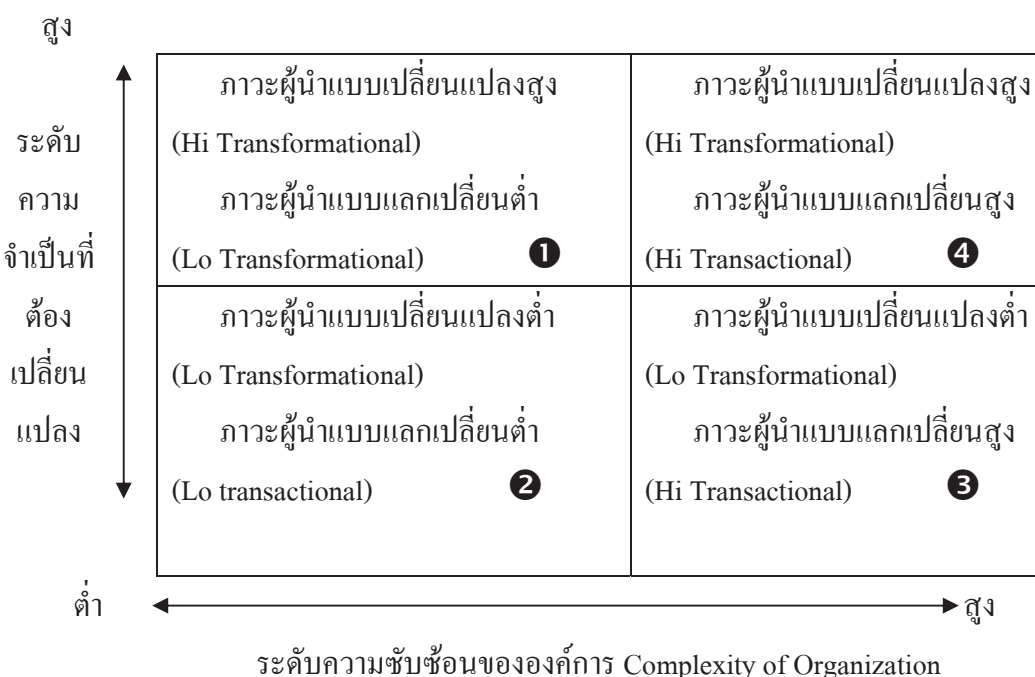 สูง
ระดับ
ความ
จำเป็นที่
ต้อง
เปลี่ยน
แปลง
ภาวะผู้นำแบบเปลี่ยนแปลงสูง
(Hi Transformational)
ภาวะผู้นำแบบแลกเปลี่ยนต่ำ
(Lo Transformational) ❶
ภาวะผู้นำแบบเปลี่ยนแปลงสูง
(Hi Transformational)
ภาวะผู้นำแบบแลกเปลี่ยนสูง
(Hi Transactional) ❹
ภาวะผู้นำแบบเปลี่ยนแปลงต่ำ
(Lo Transformational)
ภาวะผู้นำแบบแลกเปลี่ยนต่ำ
(Lo transactional) ❷
ภาวะผู้นำแบบเปลี่ยนแปลงต่ำ
(Lo Transformational)
ภาวะผู้นำแบบแลกเปลี่ยนสูง
(Hi Transactional) ❸
ต่ำ สูง
ระดับความซับซ้อนขององค์การ Complexity of Organization